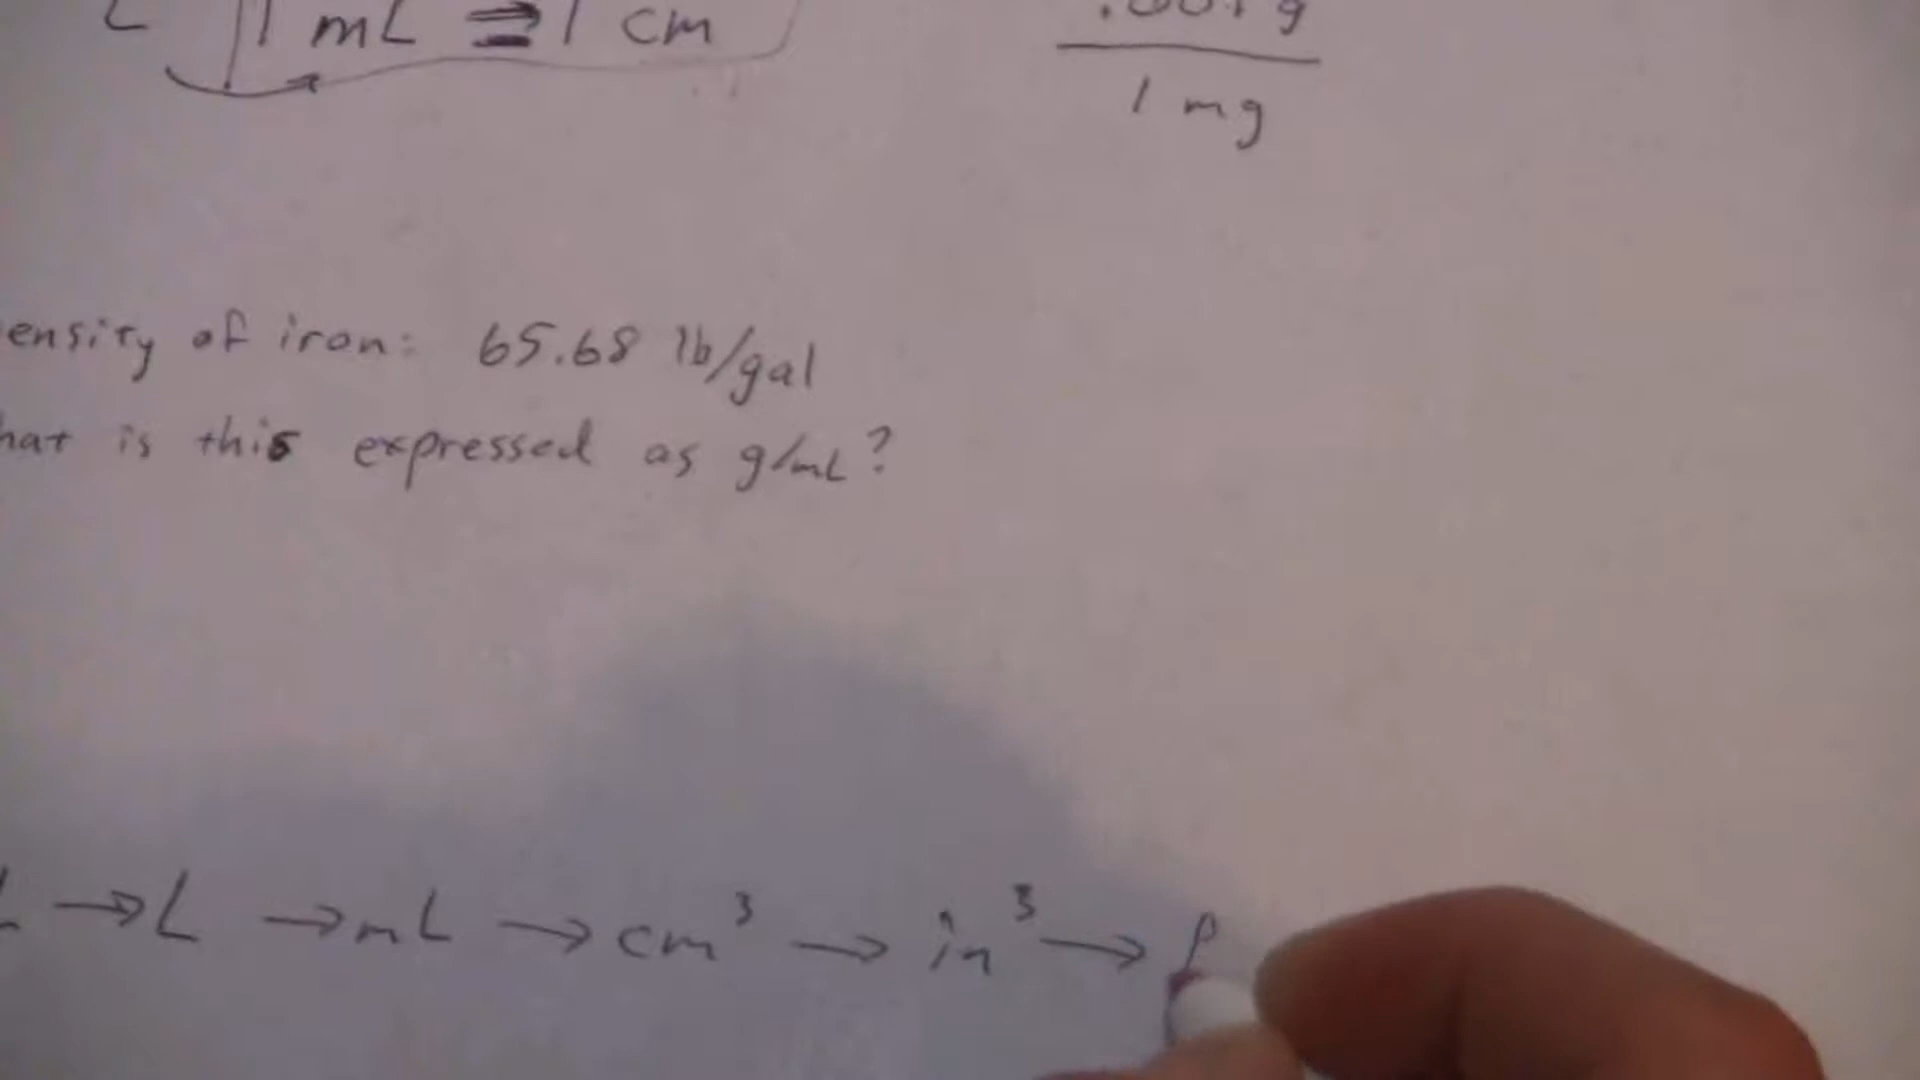 L 1 mL = 1 cm
.001 g
1 mg
ensity of iron: 65.68 lb/gal
hat is this expressed as g/mL?
→ L → mL → cm³ → in³ → f